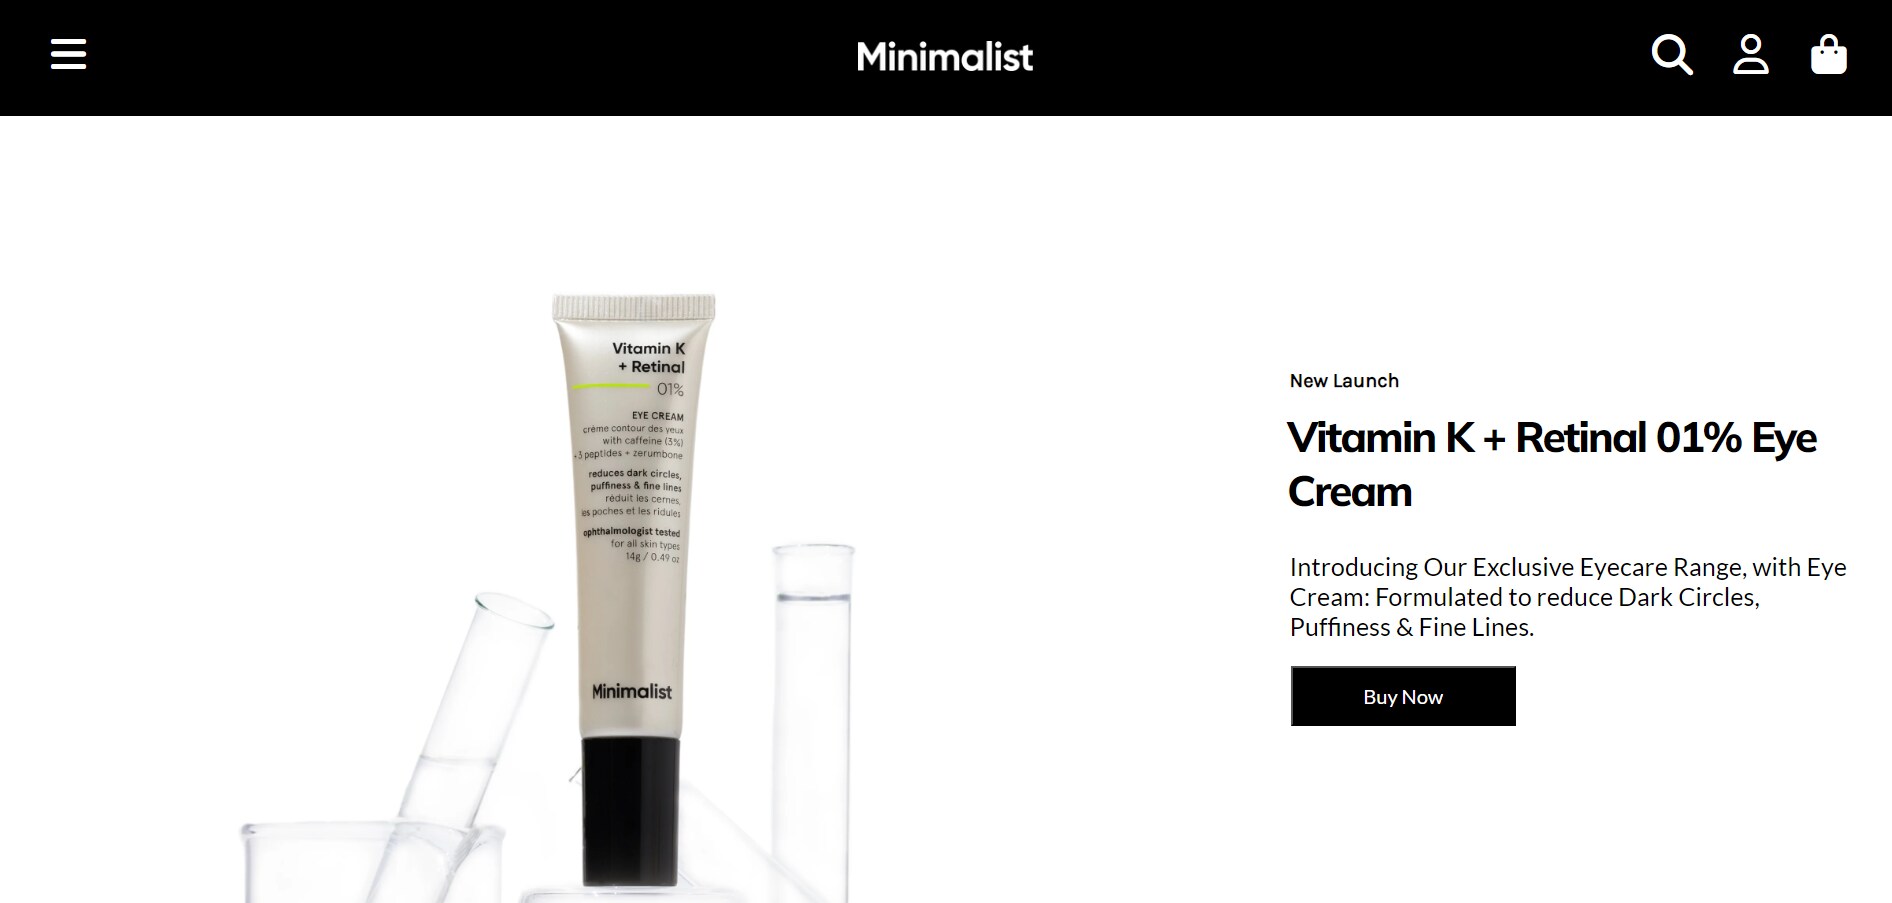 Minimalist
Vitamin K
+ Retinal
01%
EYE CREAM
crème contour des yeux
with caffeine (3%)
+3 peptides + zerumbone
reduces dark circles,
puffiness & fine lines
réduit les cernes,
les poches et les ridules
ophthalmologist tested
for all skin types
14g / 0.49 oz
Minimalist
New Launch
Vitamin K + Retinal 01% Eye
Cream
Introducing Our Exclusive Eyecare Range, with Eye
Cream: Formulated to reduce Dark Circles,
Puffiness & Fine Lines.
Buy Now